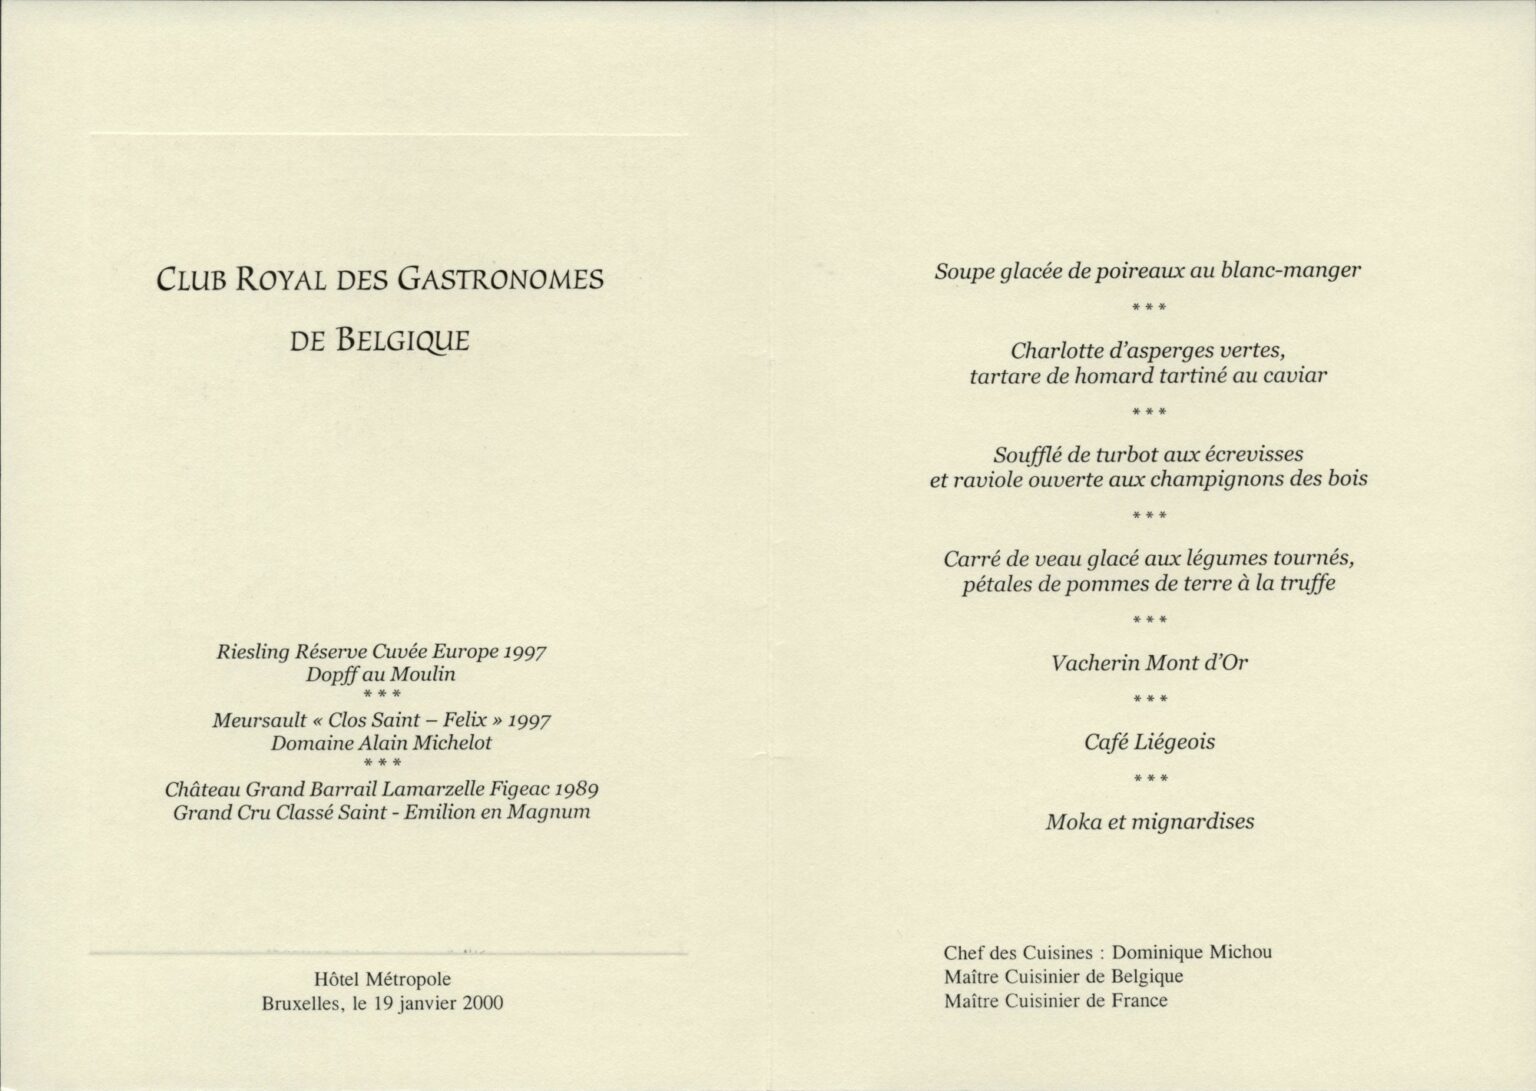 CLUB ROYAL DES GASTRONOMES
DE BELGIQUE
Riesling Réserve Cuvée Europe 1997
Dopff au Moulin
* * *
Meursault « Clos Saint – Felix » 1997
Domaine Alain Michelot
* * *
Château Grand Barrail Lamarzelle Figeac 1989
Grand Cru Classé Saint - Emilion en Magnum
Hôtel Métropole
Bruxelles, le 19 janvier 2000
Soupe glacée de poireaux au blanc-manger
* * *
Charlotte d’asperges vertes,
tartare de homard tartiné au caviar
* * *
Soufflé de turbot aux écrevisses
et raviole ouverte aux champignons des bois
* * *
Carré de veau glacé aux légumes tournés,
pétales de pommes de terre à la truffe
* * *
Vacherin Mont d’Or
* * *
Café Liégeois
* * *
Moka et mignardises
Chef des Cuisines : Dominique Michou
Maître Cuisinier de Belgique
Maître Cuisinier de France